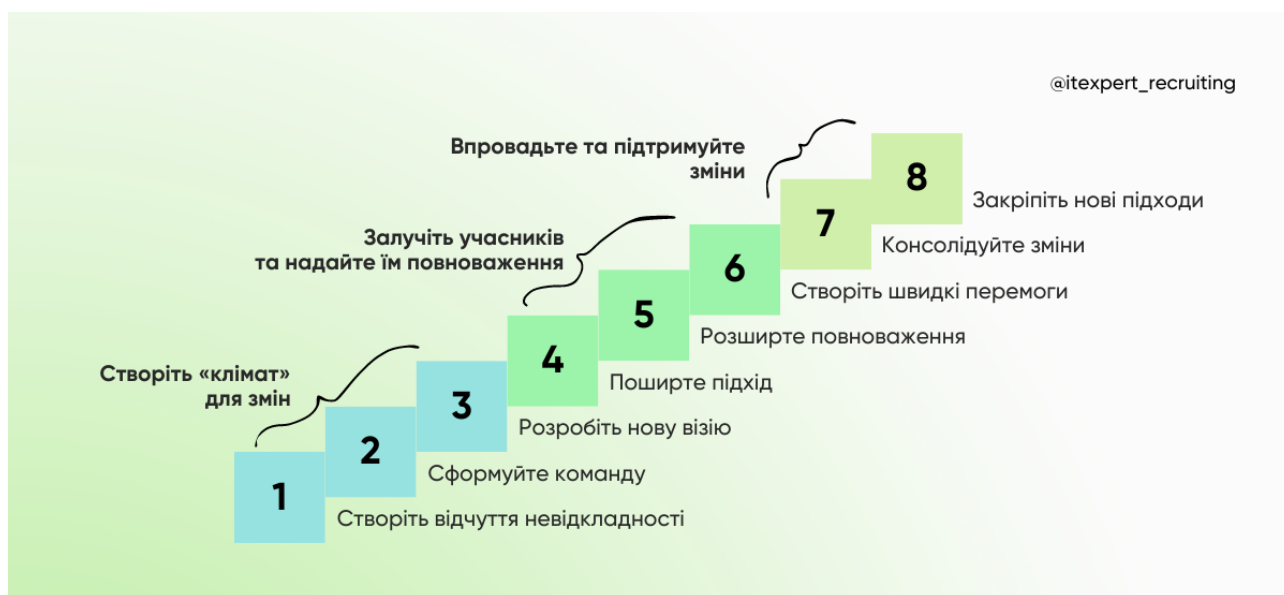 @itexpert_recruiting
Впровадьте та підтримуйте
зміни
8
Закріпіть нові підходи
7
Консолідуйте зміни
Залучіть учасників
та надайте їм повноваження
6
Створіть швидкі перемоги
5
Розширте повноваження
4
Поширте підхід
Створіть «клімат»
для змін
3
Розробіть нову візію
2
Сформуйте команду
1
Створіть відчуття невідкладності